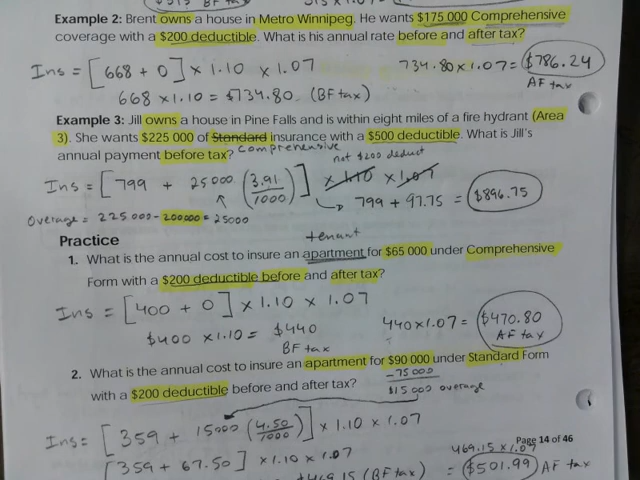 BF tax
Example 2: Brent owns a house in Metro Winnipeg. He wants $175 000 Comprehensive
coverage with a $200 deductible. What is his annual rate before and after tax?
Ins = [668 + 0] × 1.10 × 1.07
734.80 × 1.07 = $786.24
AF tax
668 × 1.10 = $734.80 (BF tax)
Example 3: Jill owns a house in Pine Falls and is within eight miles of a fire hydrant (Area
3). She wants $225 000 of Standard insurance with a $500 deductible. What is Jill's
comprehensive
annual payment before tax?
not $200 deduct
Ins = [799 + 25000 (3.91/1000)] × 1.10 × 1.07
799 + 97.75 = $896.75
Overage = 225 000 - 200000 = 25000
Practice
tenant
1. What is the annual cost to insure an apartment for $65 000 under Comprehensive
Form with a $200 deductible before and after tax?
Ins = [400 + 0] × 1.10 × 1.07
$400 × 1.10 = $440
BF tax
440 × 1.07 = $470.80
AF tax
2. What is the annual cost to insure an apartment for $90 000 under Standard Form
- 75000
with a $200 deductible before and after tax?
$15000 overage
Ins = [359 + 15000 (4.50/1000)] × 1.10 × 1.07
Page 14 of 46
[359 + 67.50] × 1.10 × 1.07
469.15 × 1.07
= $501.99 AF tax
469.15 (BF tax)